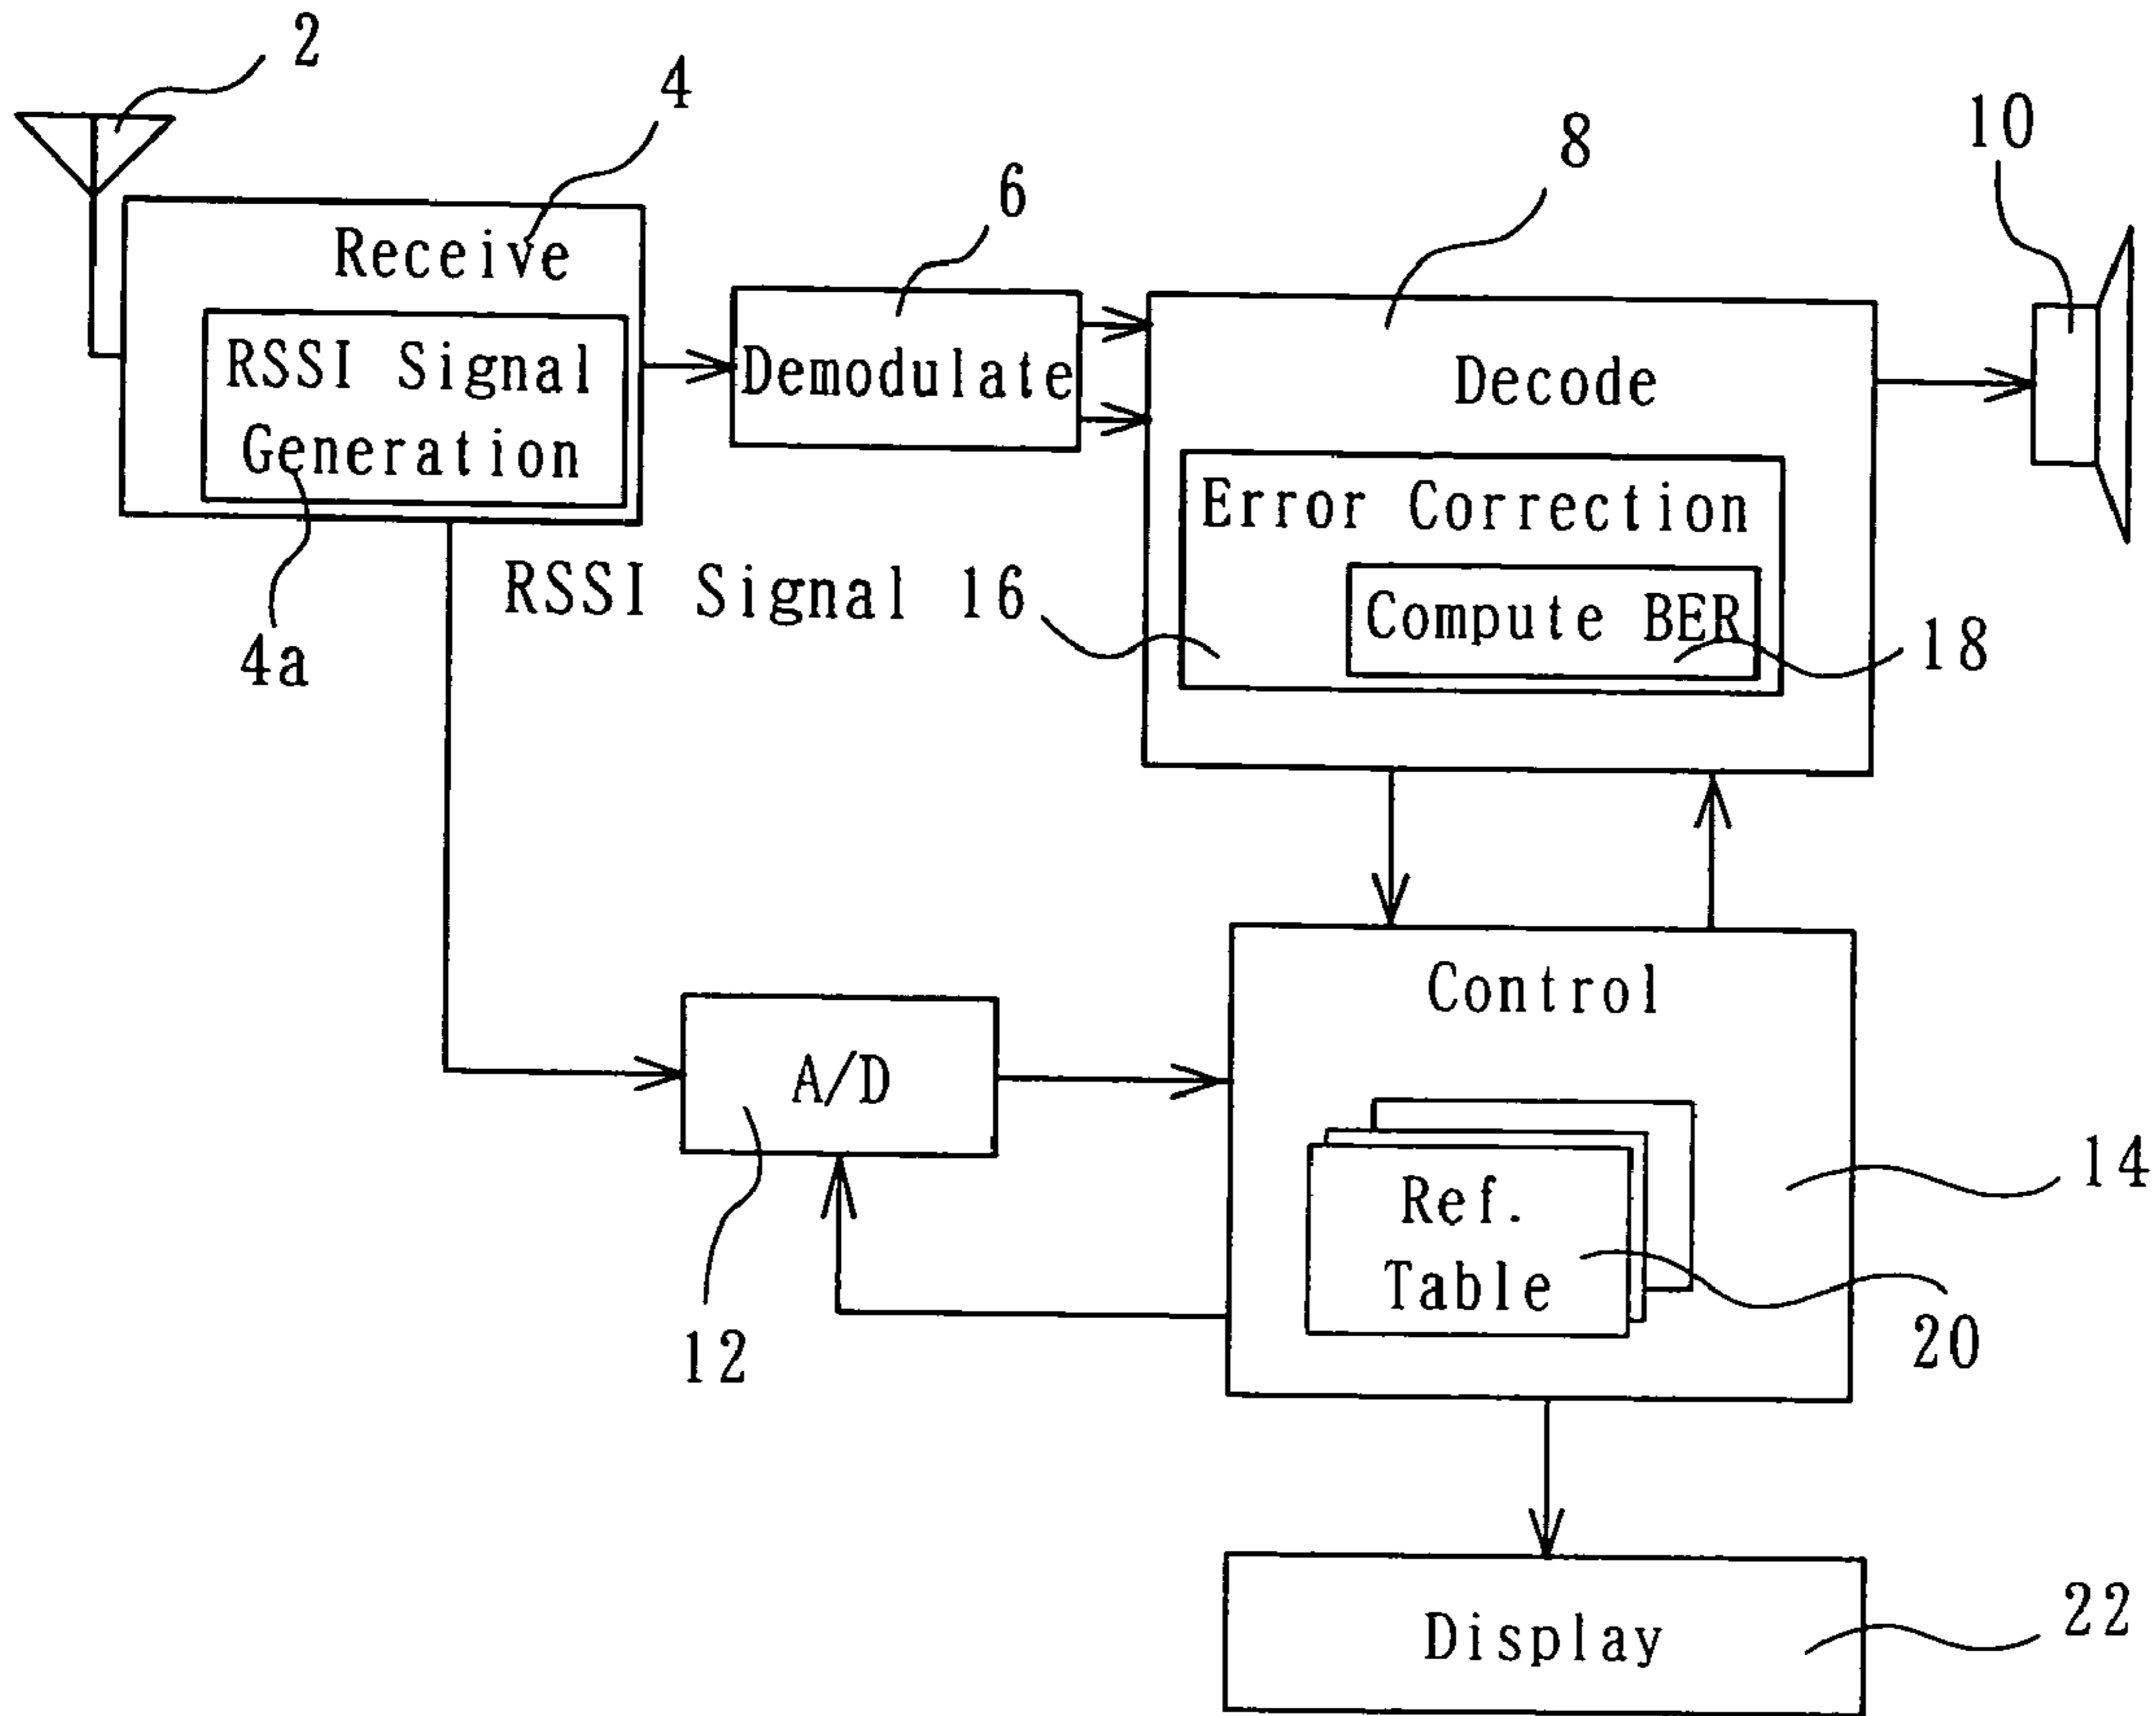 2
4
6
8
10
Receive
RSSI Signal
Generation
4a
Demodulate
Decode
Error Correction
Compute BER
RSSI Signal
16
18
Control
A/D
12
14
Ref.
Table
20
Display
22